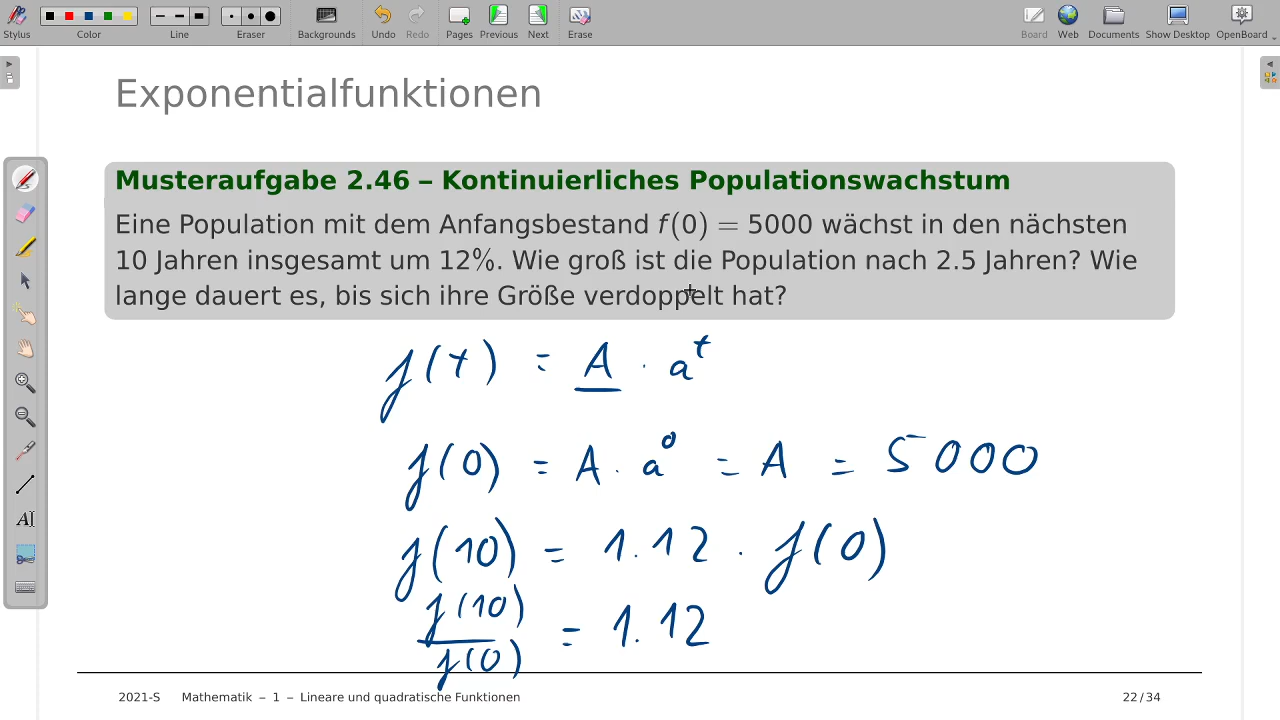 Stylus Color Line Eraser Backgrounds Undo Redo Pages Previous Next Erase Board Web Documents Show Desktop OpenBoard
Exponentialfunktionen
Musteraufgabe 2.46 – Kontinuierliches Populationswachstum
Eine Population mit dem Anfangsbestand f(0) = 5000 wächst in den nächsten
10 Jahren insgesamt um 12%. Wie groß ist die Population nach 2.5 Jahren? Wie
lange dauert es, bis sich ihre Größe verdoppelt hat?
f(t) = A · a^t
f(0) = A · a^0 = A = 5000
f(10) = 1.12 · f(0)
f(10)/f(0) = 1.12
2021-S Mathematik – 1 – Lineare und quadratische Funktionen 22/34